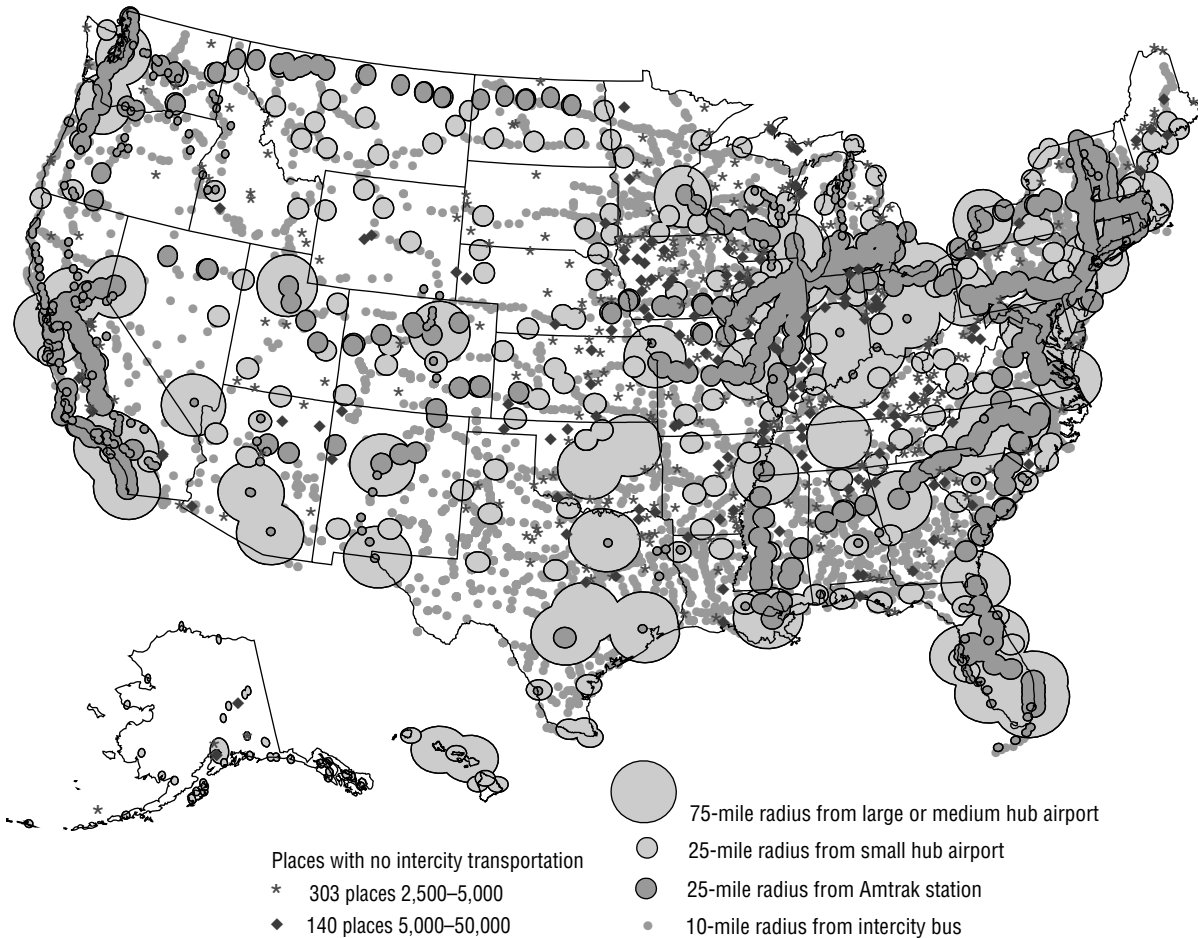 Places with no intercity transportation
* 303 places 2,500–5,000
◆ 140 places 5,000–50,000
75-mile radius from large or medium hub airport
25-mile radius from small hub airport
25-mile radius from Amtrak station
10-mile radius from intercity bus